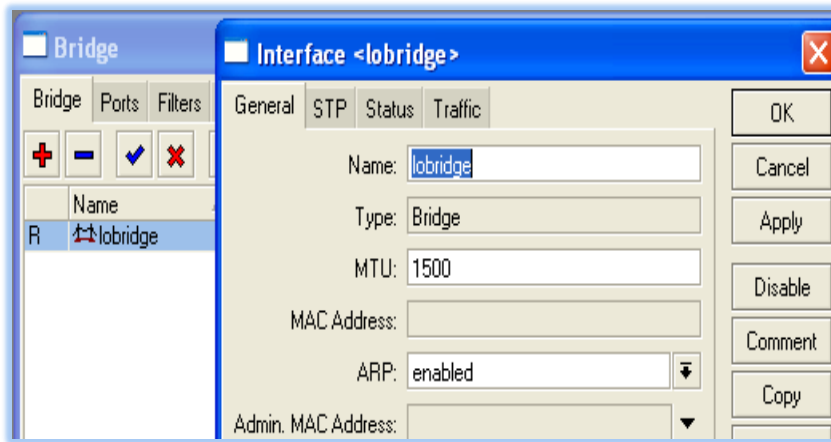 Bridge
Bridge Ports Filters
Name
R lobridge
Interface <lobridge>
General STP Status Traffic
Name: lobridge
Type: Bridge
MTU: 1500
MAC Address:
ARP: enabled
Admin. MAC Address:
OK
Cancel
Apply
Disable
Comment
Copy